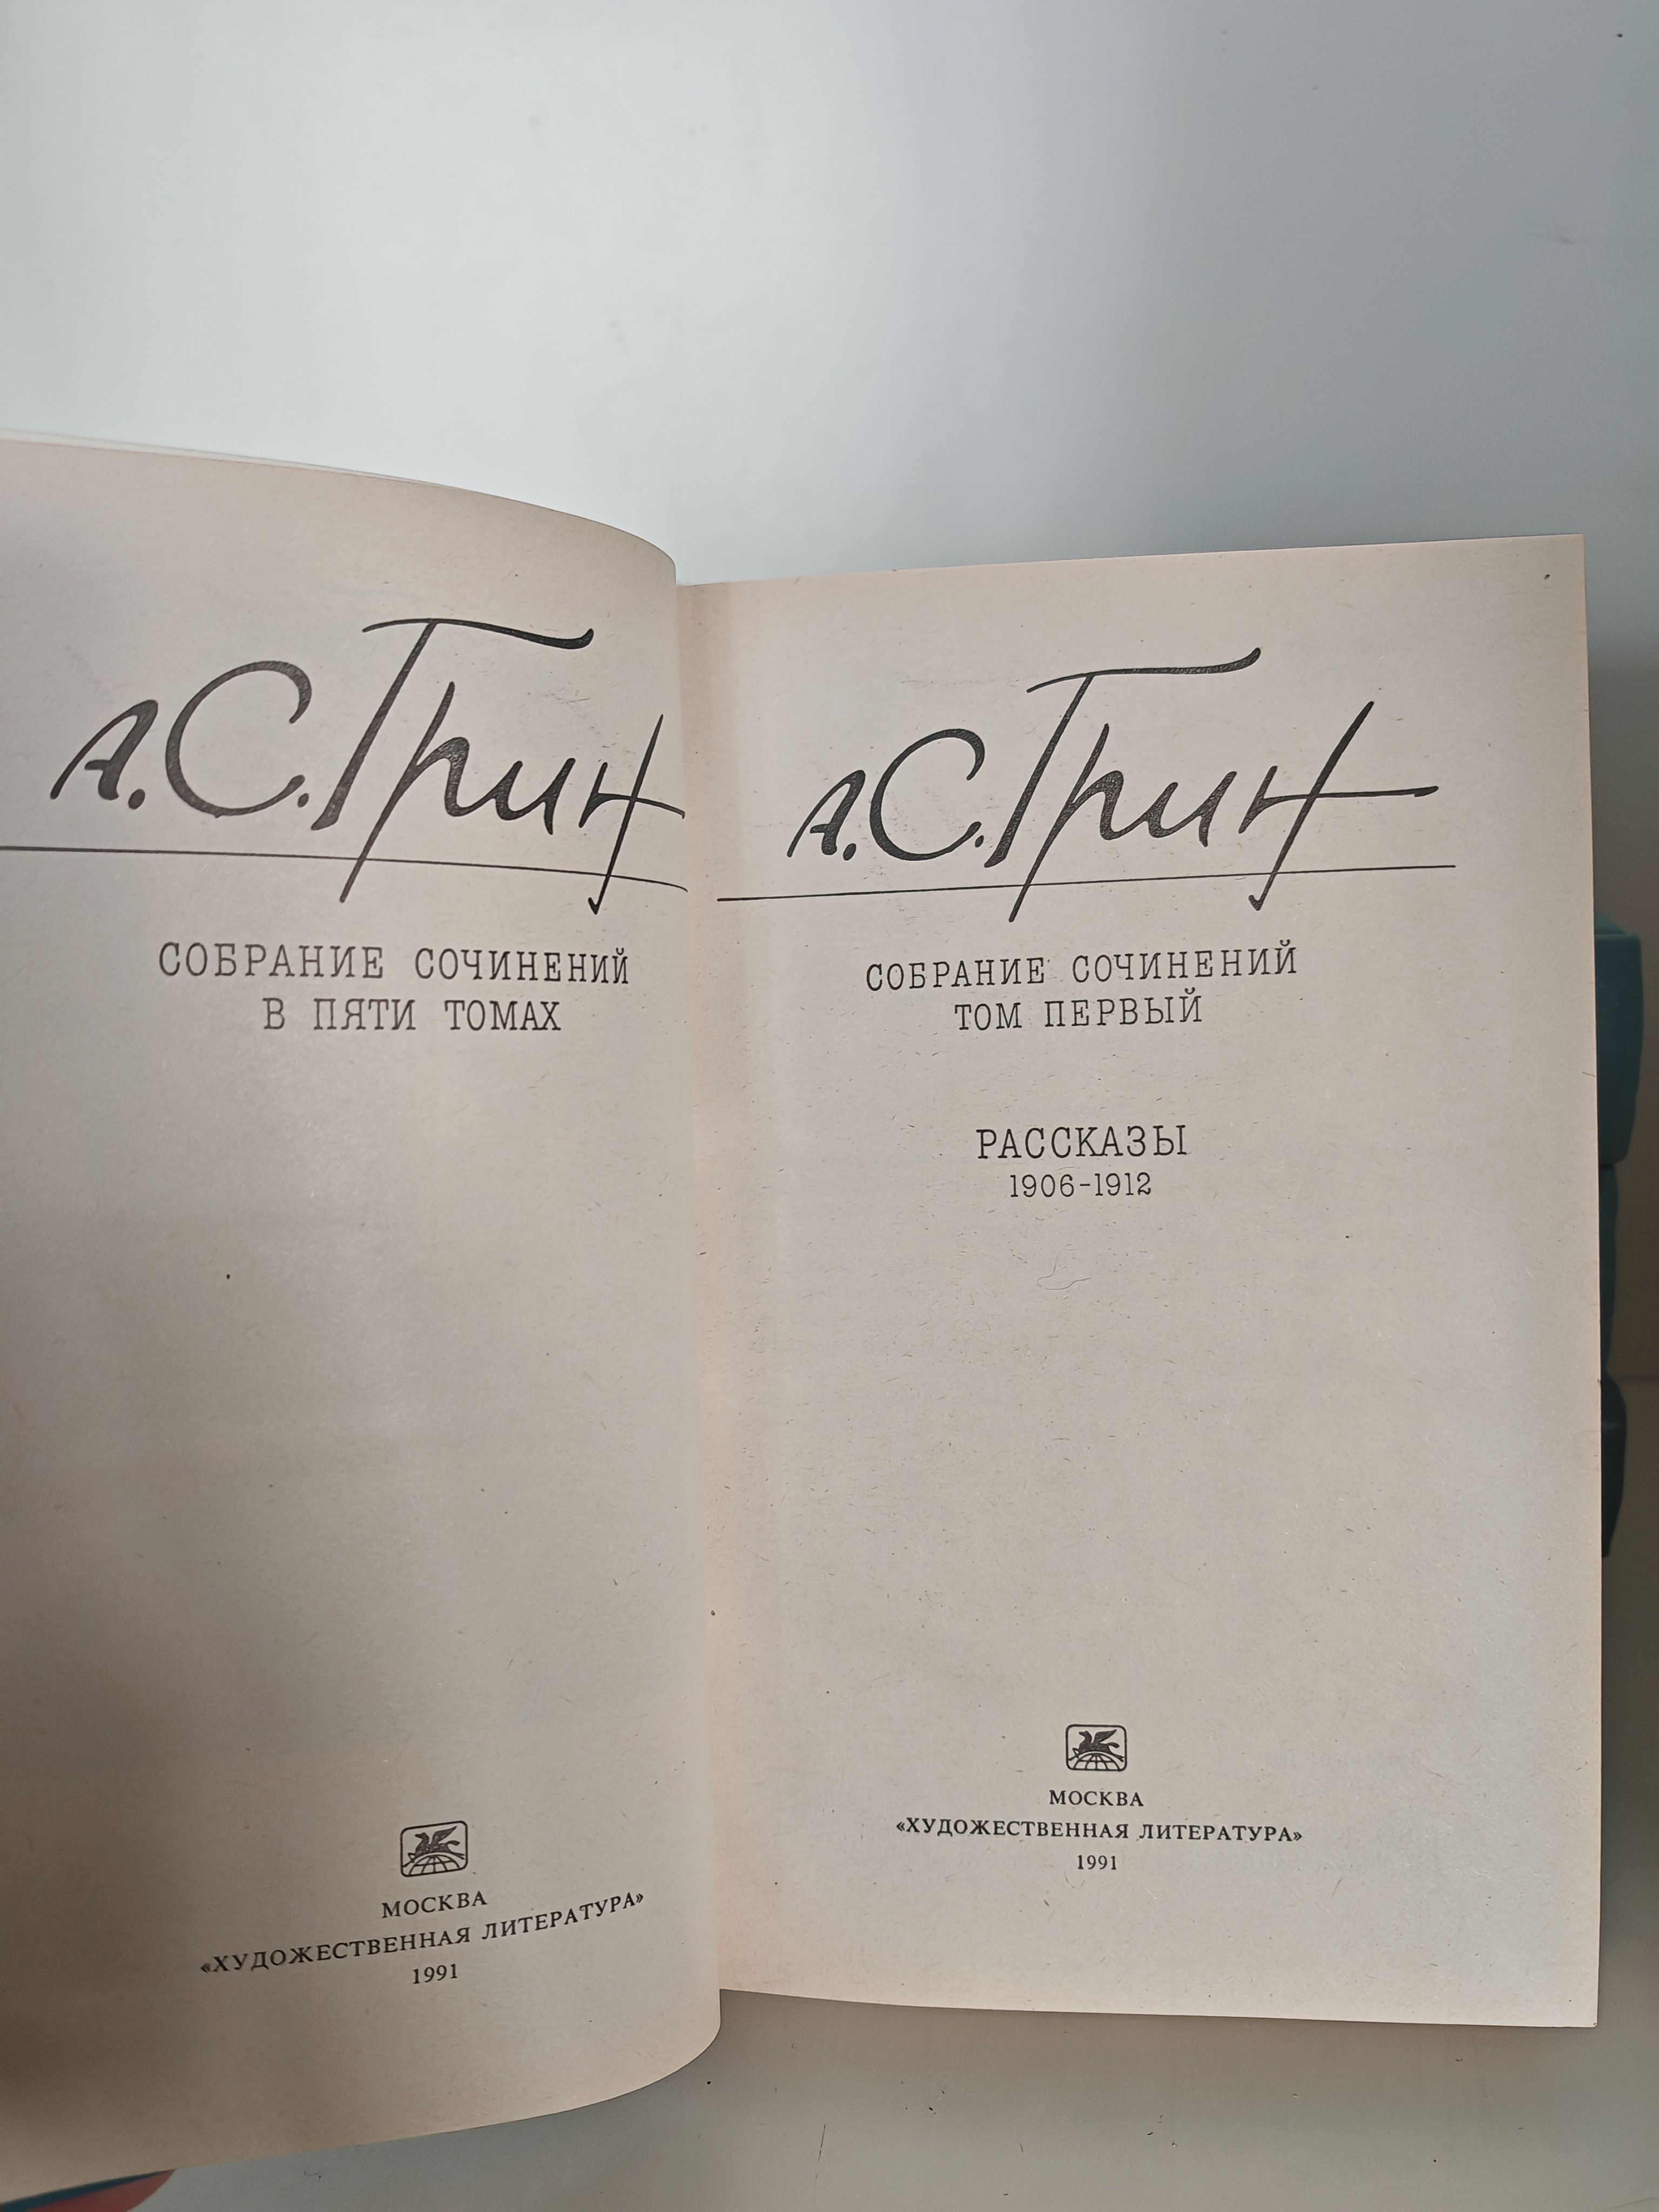 А.С.Грин
СОБРАНИЕ СОЧИНЕНИЙ
В ПЯТИ ТОМАХ
МОСКВА
«ХУДОЖЕСТВЕННАЯ ЛИТЕРАТУРА»
1991
А.С.Грин
СОБРАНИЕ СОЧИНЕНИЙ
ТОМ ПЕРВЫЙ
РАССКАЗЫ
1906-1912
МОСКВА
«ХУДОЖЕСТВЕННАЯ ЛИТЕРАТУРА»
1991